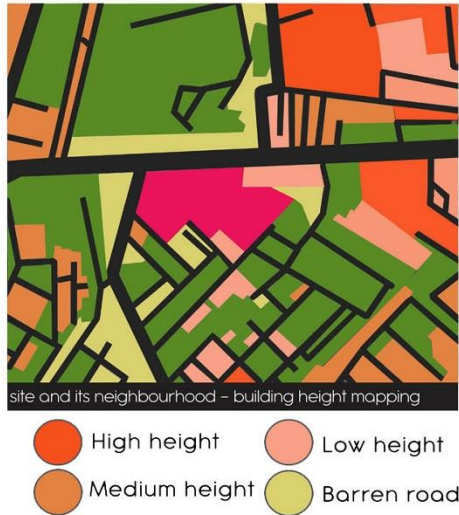 site and its neighbourhood – building height mapping
High height
Low height
Medium height
Barren road